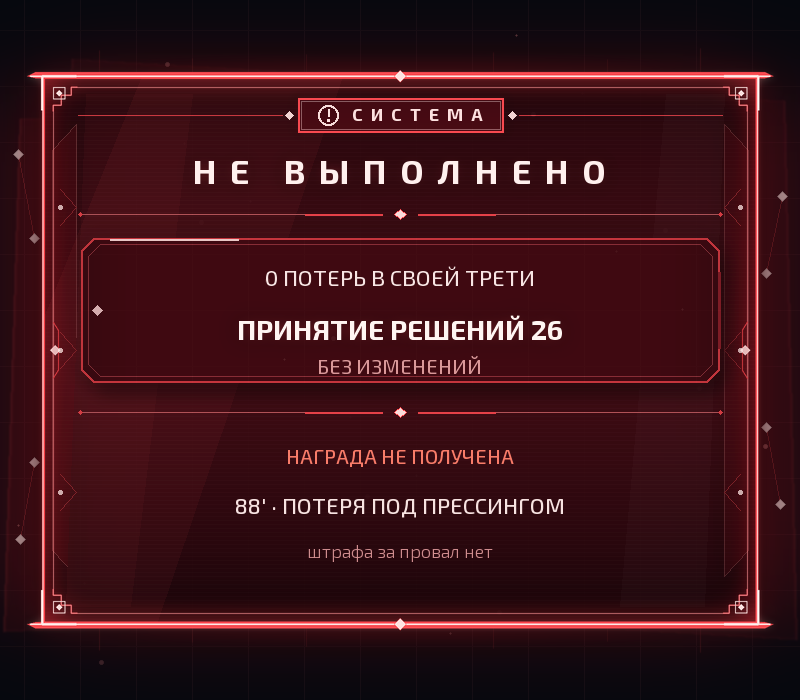 СИСТЕМА
НЕ ВЫПОЛНЕНО
0 ПОТЕРЬ В СВОЕЙ ТРЕТИ
ПРИНЯТИЕ РЕШЕНИЙ 26
БЕЗ ИЗМЕНЕНИЙ
НАГРАДА НЕ ПОЛУЧЕНА
88' · ПОТЕРЯ ПОД ПРЕССИНГОМ
штрафа за провал нет